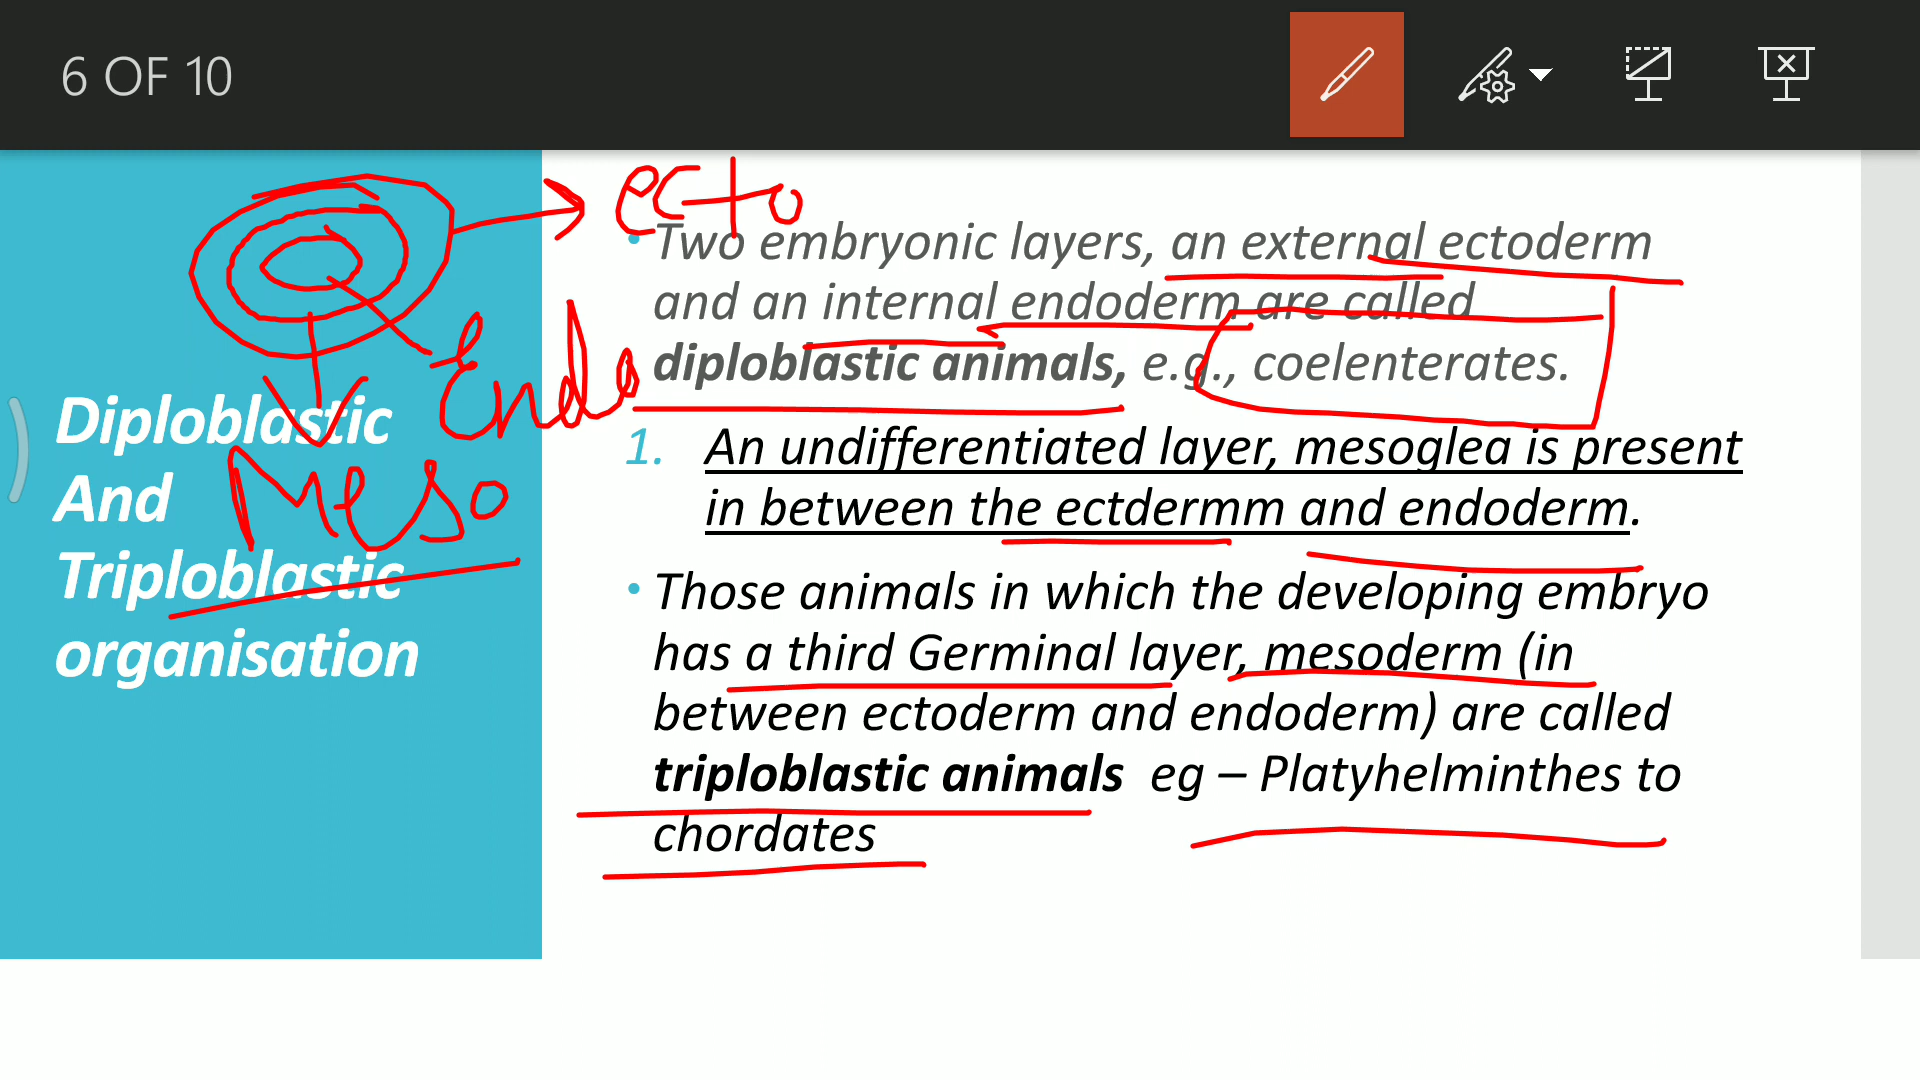 6 OF 10
ecto
Endo
Meso
Diploblastic
And
Triploblastic
organisation
• Two embryonic layers, an external ectoderm
and an internal endoderm are called
diploblastic animals, e.g., coelenterates.
1. An undifferentiated layer, mesoglea is present
in between the ectdermm and endoderm.
• Those animals in which the developing embryo
has a third Germinal layer, mesoderm (in
between ectoderm and endoderm) are called
triploblastic animals eg – Platyhelminthes to
chordates